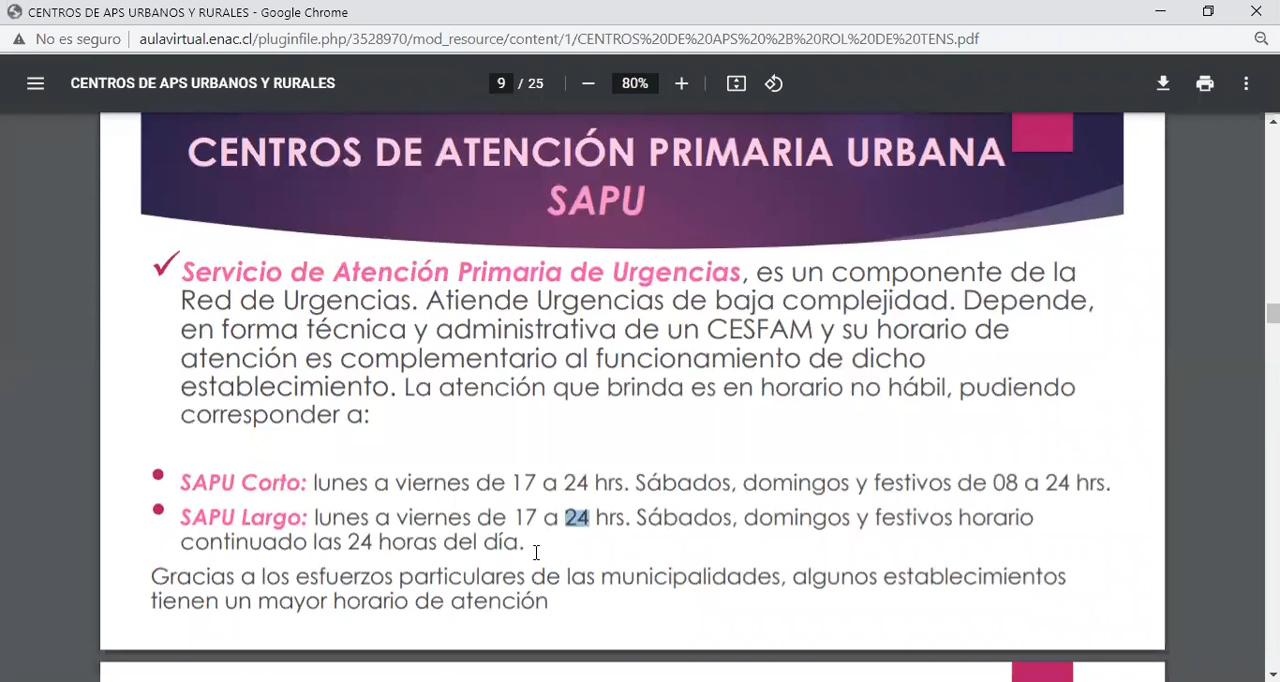 CENTROS DE APS URBANOS Y RURALES - Google Chrome
No es seguro | aulavirtual.enac.cl/pluginfile.php/3528970/mod_resource/content/1/CENTROS%20DE%20APS%20%2B%20ROL%20DE%20TENS.pdf
CENTROS DE APS URBANOS Y RURALES 9 / 25 80%
CENTROS DE ATENCIÓN PRIMARIA URBANA
SAPU
Servicio de Atención Primaria de Urgencias, es un componente de la
Red de Urgencias. Atiende Urgencias de baja complejidad. Depende,
en forma técnica y administrativa de un CESFAM y su horario de
atención es complementario al funcionamiento de dicho
establecimiento. La atención que brinda es en horario no hábil, pudiendo
corresponder a:
SAPU Corto: lunes a viernes de 17 a 24 hrs. Sábados, domingos y festivos de 08 a 24 hrs.
SAPU Largo: lunes a viernes de 17 a 24 hrs. Sábados, domingos y festivos horario
continuado las 24 horas del día.
Gracias a los esfuerzos particulares de las municipalidades, algunos establecimientos
tienen un mayor horario de atención